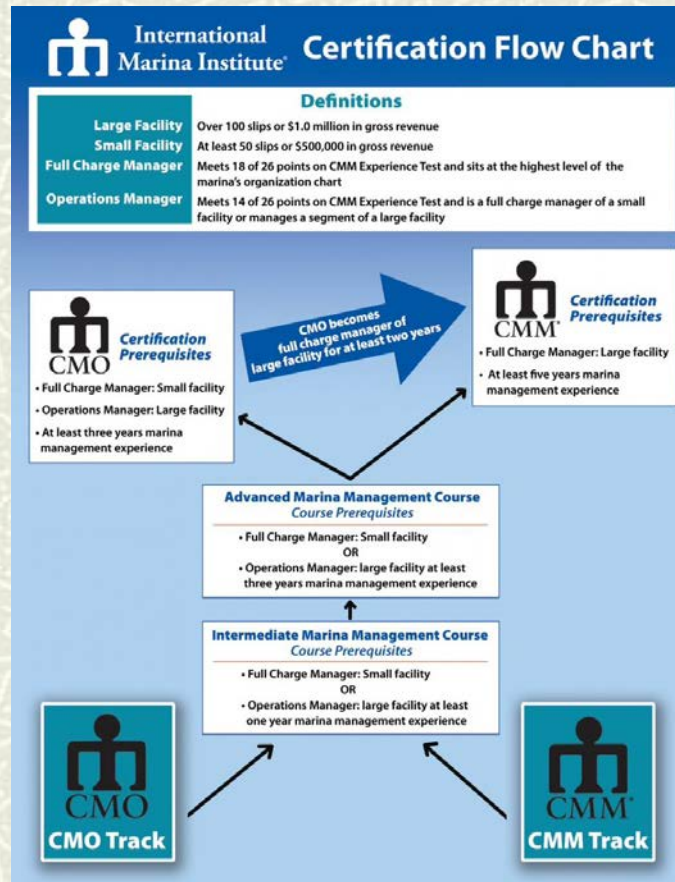 International
Marina Institute®
Certification Flow Chart
Definitions
Large Facility Over 100 slips or $1.0 million in gross revenue
Small Facility At least 50 slips or $500,000 in gross revenue
Full Charge Manager Meets 18 of 26 points on CMM Experience Test and sits at the highest level of the
marina's organization chart
Operations Manager Meets 14 of 26 points on CMM Experience Test and is a full charge manager of a small
facility or manages a segment of a large facility
CMO
Certification
Prerequisites
• Full Charge Manager: Small facility
• Operations Manager: Large facility
• At least three years marina
management experience
CMO becomes
full charge manager of
large facility for at least two years
CMM®
Certification
Prerequisites
• Full Charge Manager: Large facility
• At least five years marina
management experience
Advanced Marina Management Course
Course Prerequisites
• Full Charge Manager: Small facility
OR
• Operations Manager: large facility at least
three years marina management experience
Intermediate Marina Management Course
Course Prerequisites
• Full Charge Manager: Small facility
OR
• Operations Manager: large facility at least
one year marina management experience
CMO
CMO Track
CMM®
CMM Track